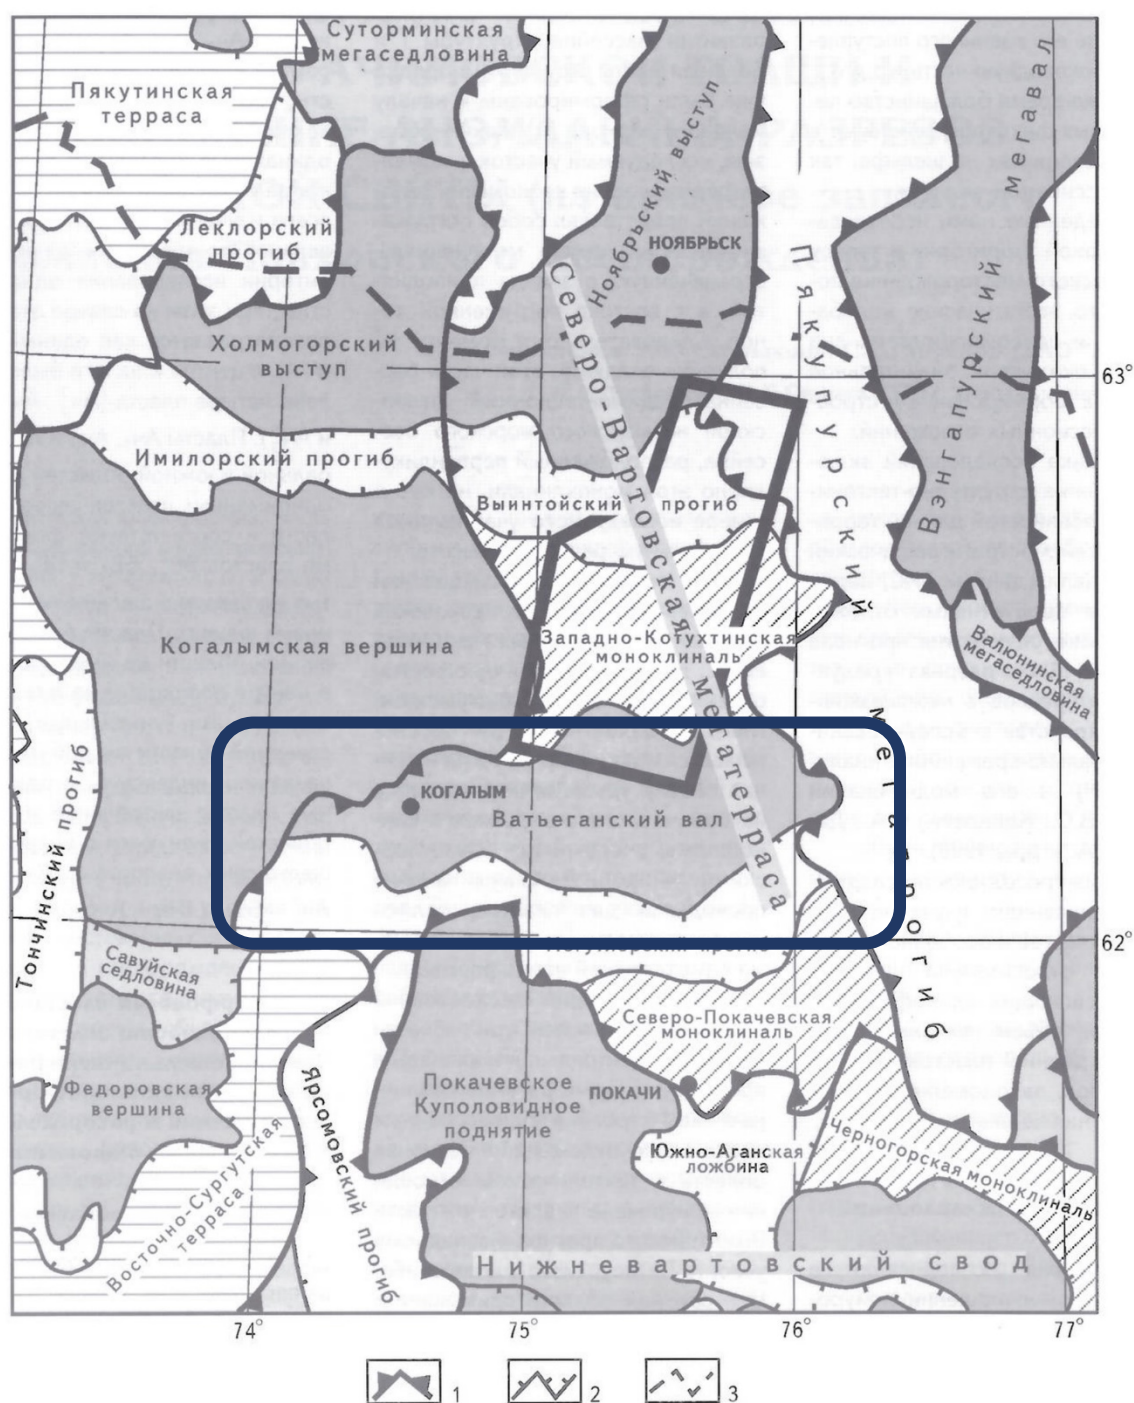 Суторминская
мегаседловина
Пякутинская
терраса
мегавал
Ноябрьский выступ
Леклорский
прогиб
НОЯБРЬСК
Северо-Вартовская мегатерраса
Пякупурский
мегапрогиб
Вэнгапурский
Холмогорский
выступ
63°
Имилорский прогиб
Выинтойский прогиб
Когалымская вершина
Западно-Котухтинская
моноклиналь
Валюнинская
мегаседловина
Тончинский прогиб
КОГАЛЫМ
Ватьеганский вал
62°
Савуйская
седловина
Северо-Покачевская
моноклиналь
Федоровская
вершина
Ярсомовский прогиб
Покачевское
Куполовидное
поднятие
ПОКАЧИ
Южно-Аганская
ложбина
Черногорская моноклиналь
Восточно-Сургутская
терраса
Нижневартовский свод
74° 75° 76° 77°
1 2 3